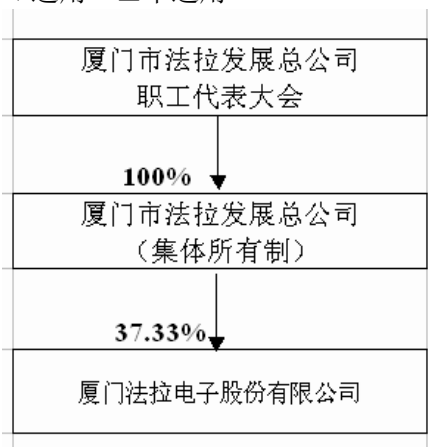 厦门市法拉发展总公司
职工代表大会
100%
厦门市法拉发展总公司
（集体所有制）
37.33%
厦门法拉电子股份有限公司